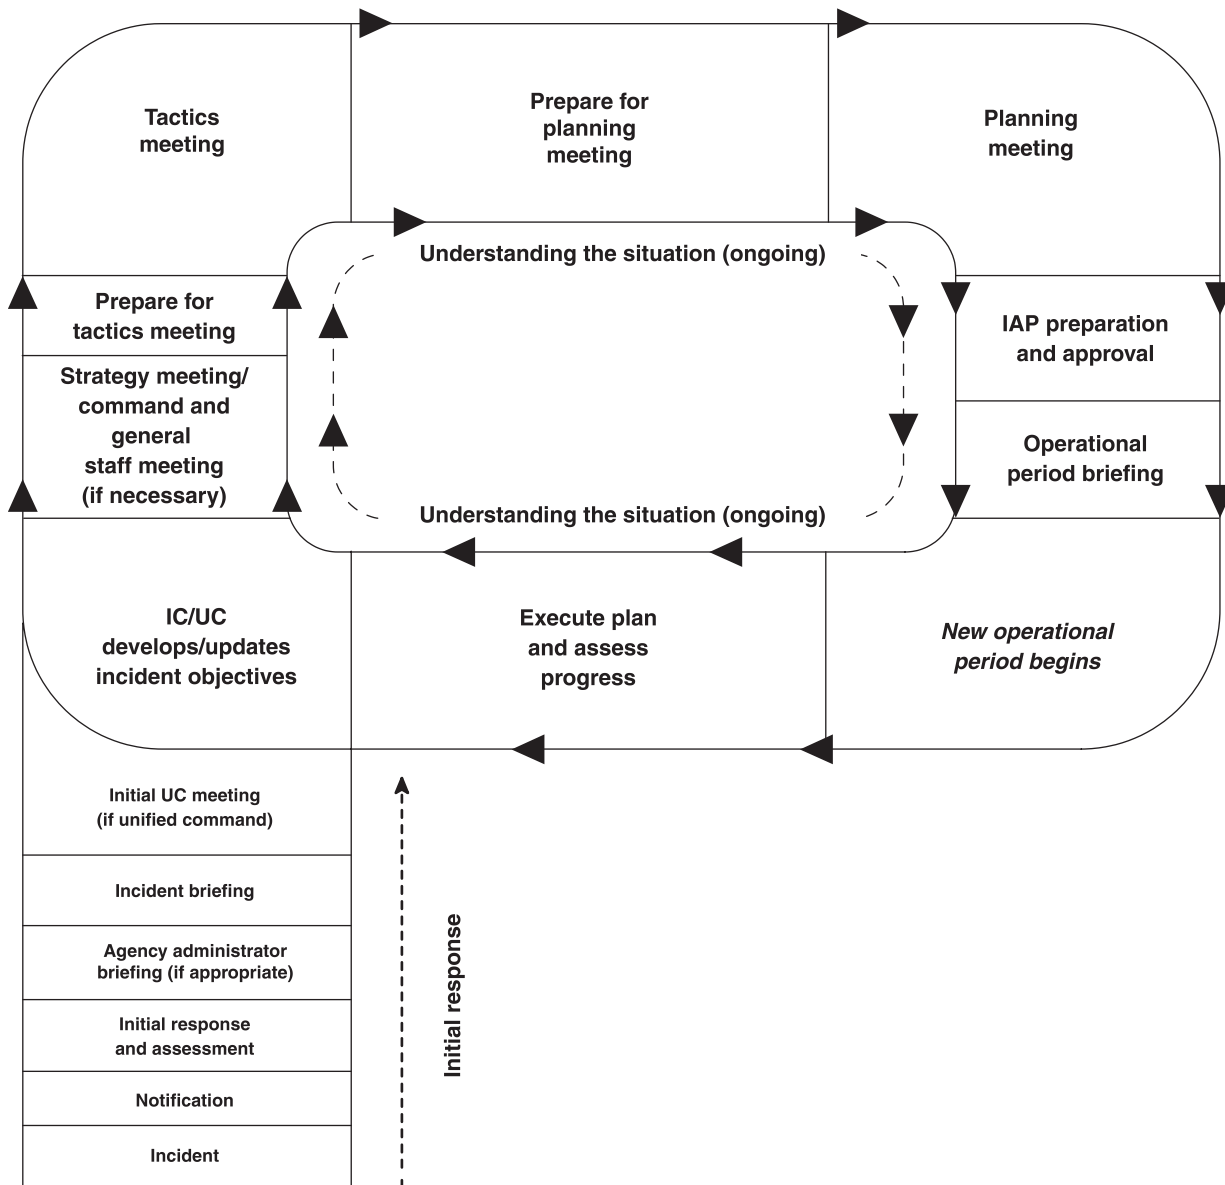 Tactics
meeting
Prepare for
planning
meeting
Planning
meeting
Understanding the situation (ongoing)
Prepare for
tactics meeting
IAP preparation
and approval
Strategy meeting/
command and
general
staff meeting
(if necessary)
Operational
period briefing
Understanding the situation (ongoing)
IC/UC
develops/updates
incident objectives
Execute plan
and assess
progress
New operational
period begins
Initial UC meeting
(if unified command)
Incident briefing
Agency administrator
briefing (if appropriate)
Initial response
and assessment
Notification
Incident
Initial response